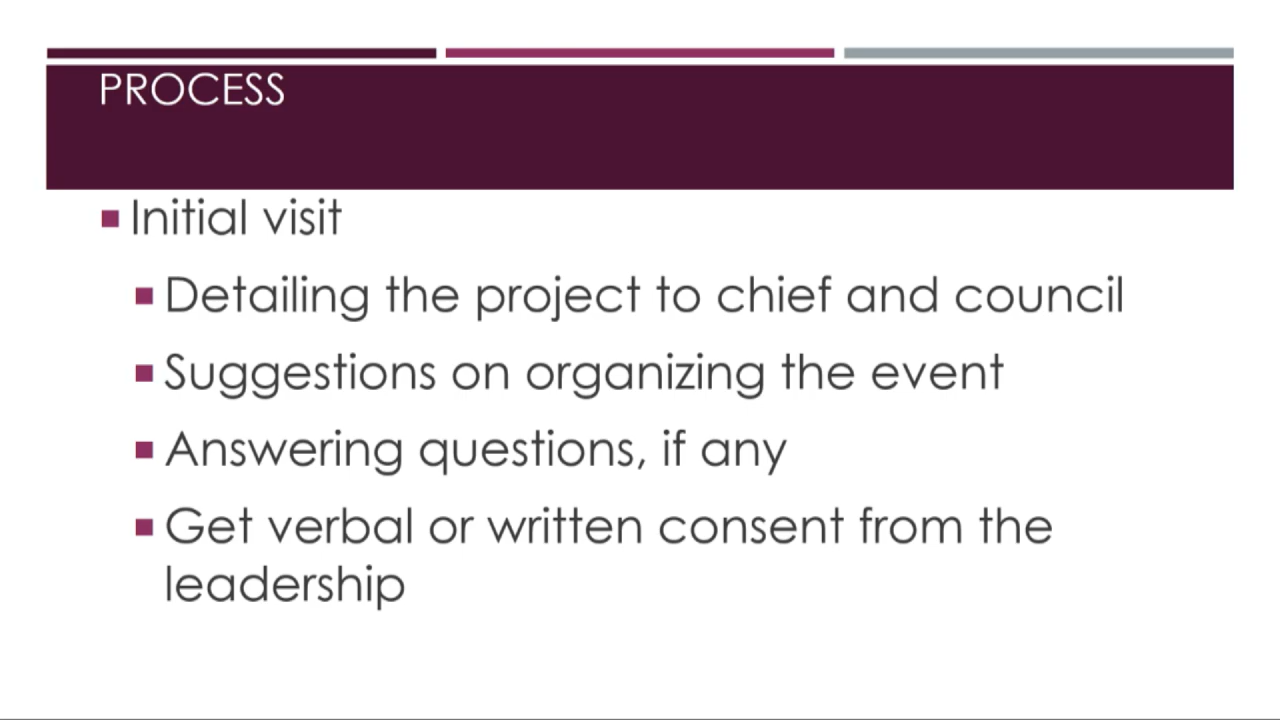 PROCESS
Initial visit
Detailing the project to chief and council
Suggestions on organizing the event
Answering questions, if any
Get verbal or written consent from the
leadership